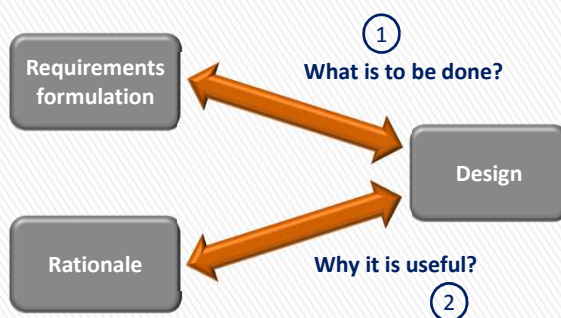 1
What is to be done?
Requirements
formulation
Design
Rationale
Why it is useful?
2